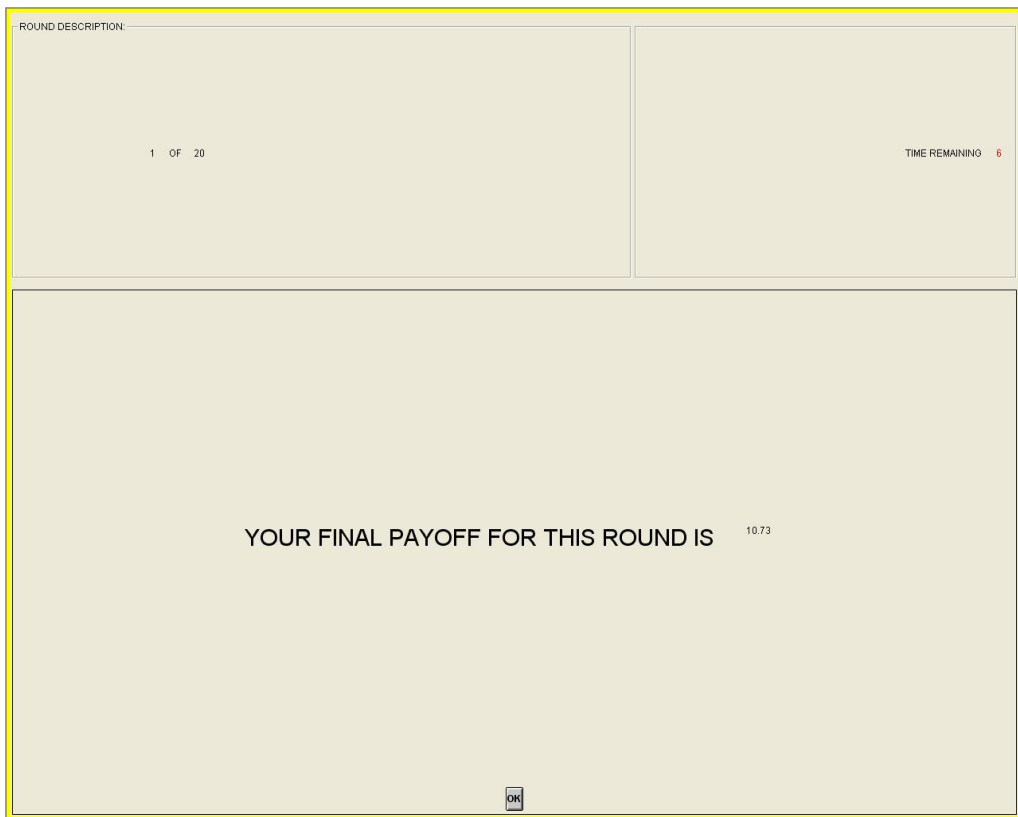 ROUND DESCRIPTION:
1 OF 20
TIME REMAINING 6
YOUR FINAL PAYOFF FOR THIS ROUND IS 10.73
OK